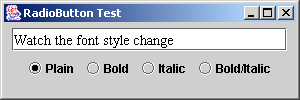 RadioButton Test
Watch the font style change
Plain Bold Italic Bold/Italic